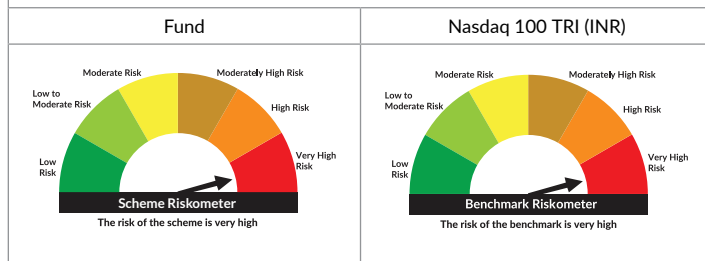 Fund
Nasdaq 100 TRI (INR)
Moderate Risk
Moderately High Risk
Low to
Moderate Risk
High Risk
Low
Risk
Very High
Risk
Scheme Riskometer
The risk of the scheme is very high
Moderate Risk
Moderately High Risk
Low to
Moderate Risk
High Risk
Low
Risk
Very High
Risk
Benchmark Riskometer
The risk of the benchmark is very high